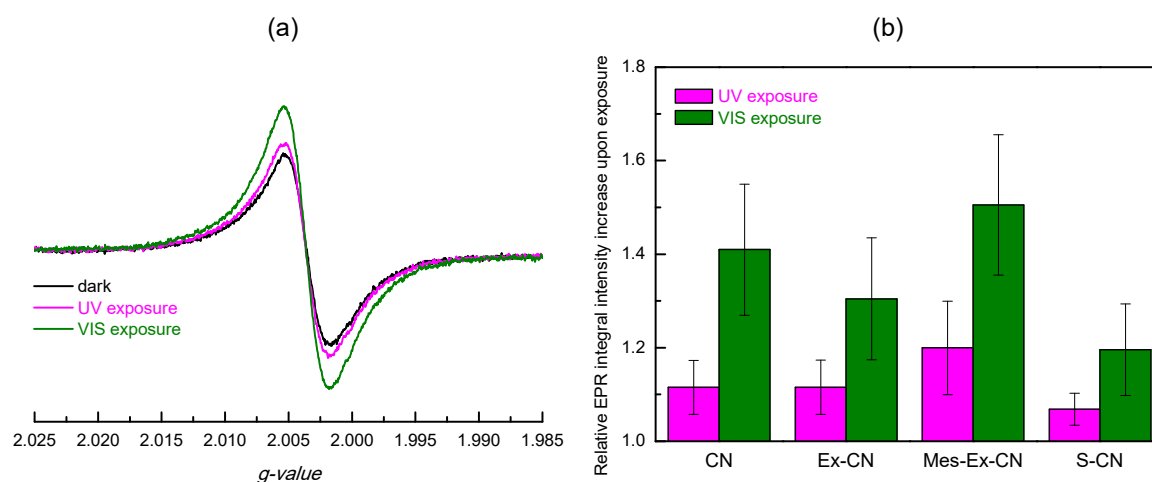 (a)
dark
UV exposure
VIS exposure
2.025 2.020 2.015 2.010 2.005 2.000 1.995 1.990 1.985
g-value
(b)
Relative EPR integral intensity increase upon exposure
1.8
1.6
1.4
1.2
1.0
UV exposure
VIS exposure
CN Ex-CN Mes-Ex-CN S-CN